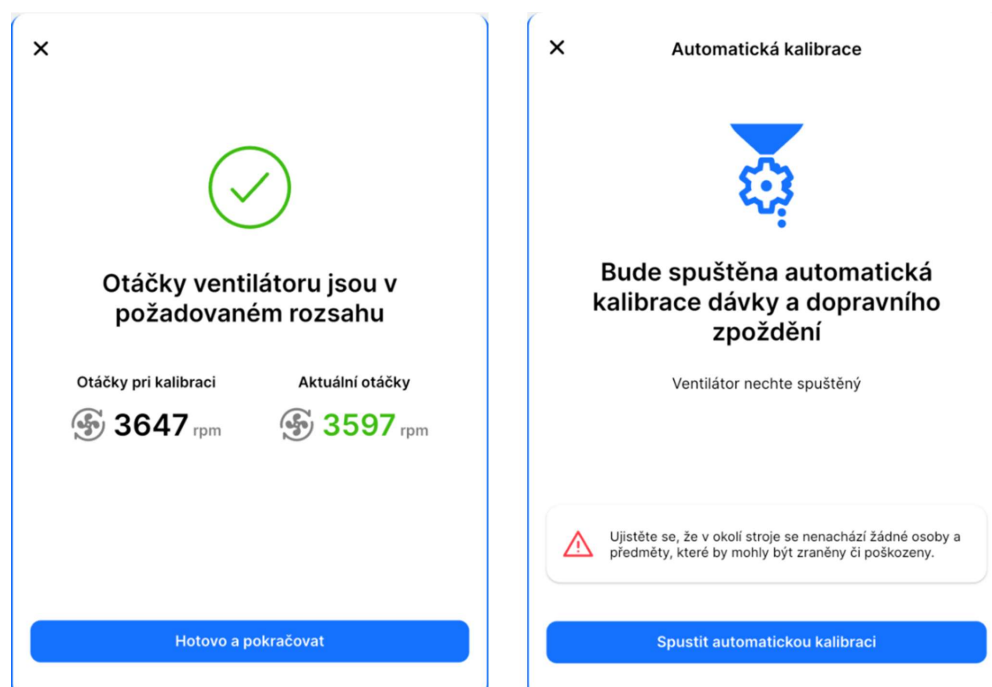 Otáčky ventilátoru jsou v
požadovaném rozsahu
Otáčky pri kalibraci
3647 rpm
Aktuální otáčky
3597 rpm
Hotovo a pokračovat
Automatická kalibrace
Bude spuštěna automatická
kalibrace dávky a dopravního
zpoždění
Ventilátor nechte spuštěný
Ujistěte se, že v okolí stroje se nenachází žádné osoby a
předměty, které by mohly být zraněny či poškozeny.
Spustit automatickou kalibraci